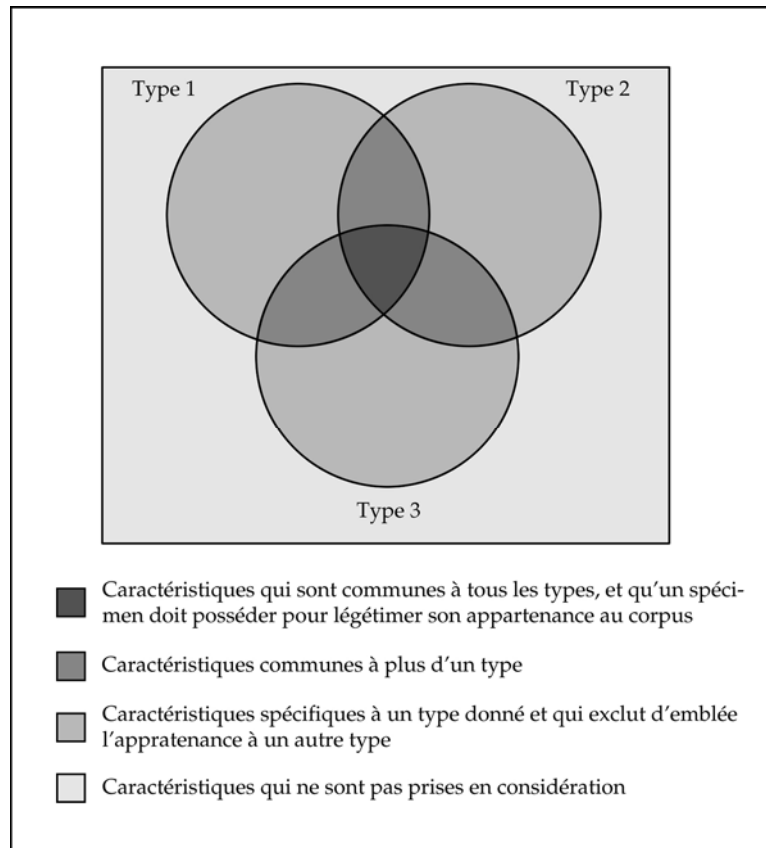 Type 1
Type 2
Type 3
Caractéristiques qui sont communes à tous les types, et qu'un spéci-
men doit posséder pour légétimer son appartenance au corpus
Caractéristiques communes à plus d'un type
Caractéristiques spécifiques à un type donné et qui exclut d'emblée
l'appratenance à un autre type
Caractéristiques qui ne sont pas prises en considération